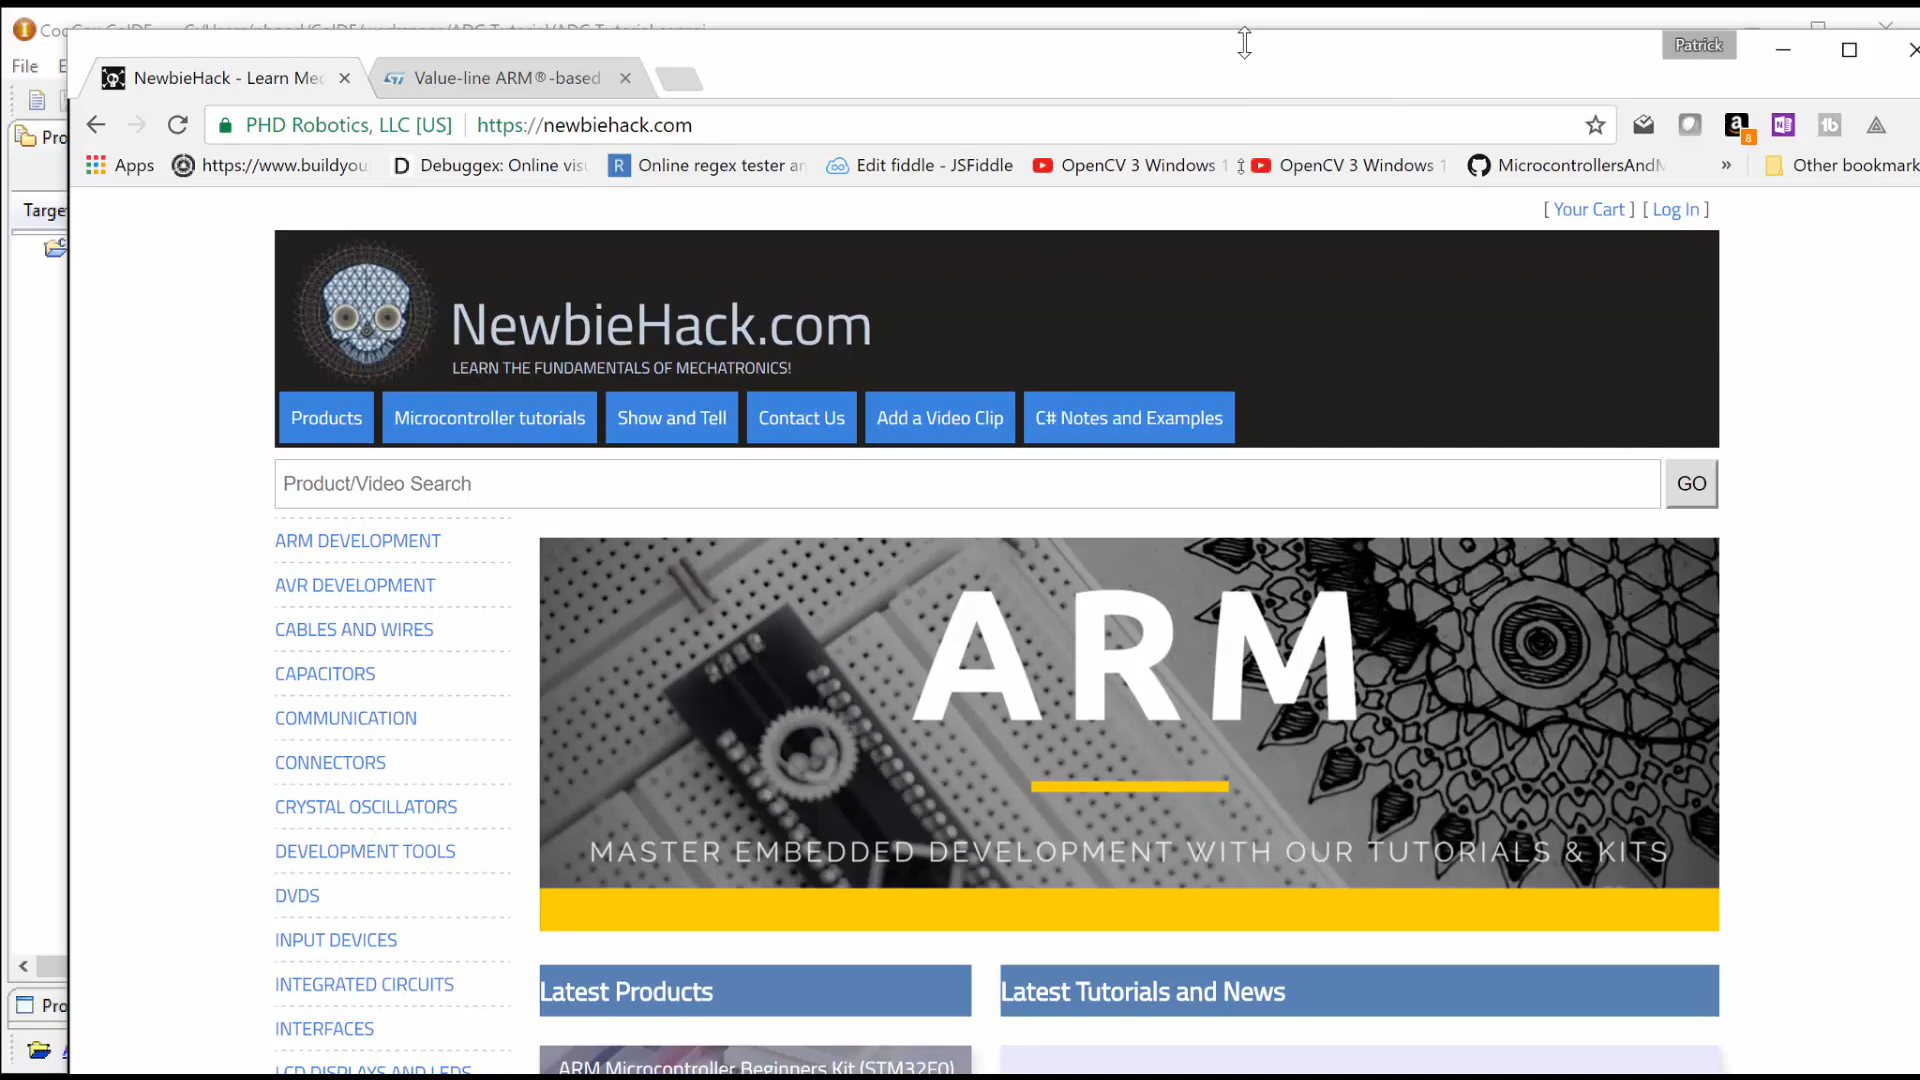 Patrick
File
NewbieHack - Learn Mec
Value-line ARM®-based
PHD Robotics, LLC [US]
https://newbiehack.com
Apps
https://www.buildyou
Debuggex: Online vis
Online regex tester an
Edit fiddle - JSFiddle
OpenCV 3 Windows 1
OpenCV 3 Windows 1
MicrocontrollersAndM
»
Other bookmark
8
Pro
Targe
[ Your Cart ] [ Log In ]
NewbieHack.com
LEARN THE FUNDAMENTALS OF MECHATRONICS!
Products
Microcontroller tutorials
Show and Tell
Contact Us
Add a Video Clip
C# Notes and Examples
Product/Video Search
GO
ARM DEVELOPMENT
AVR DEVELOPMENT
CABLES AND WIRES
CAPACITORS
COMMUNICATION
CONNECTORS
CRYSTAL OSCILLATORS
DEVELOPMENT TOOLS
DVDS
INPUT DEVICES
INTEGRATED CIRCUITS
INTERFACES
LCD DISPLAYS AND LEDS
ARM
MASTER EMBEDDED DEVELOPMENT WITH OUR TUTORIALS & KITS
Latest Products
Latest Tutorials and News
ARM Microcontroller Beginners Kit (STM32F0)
Pro